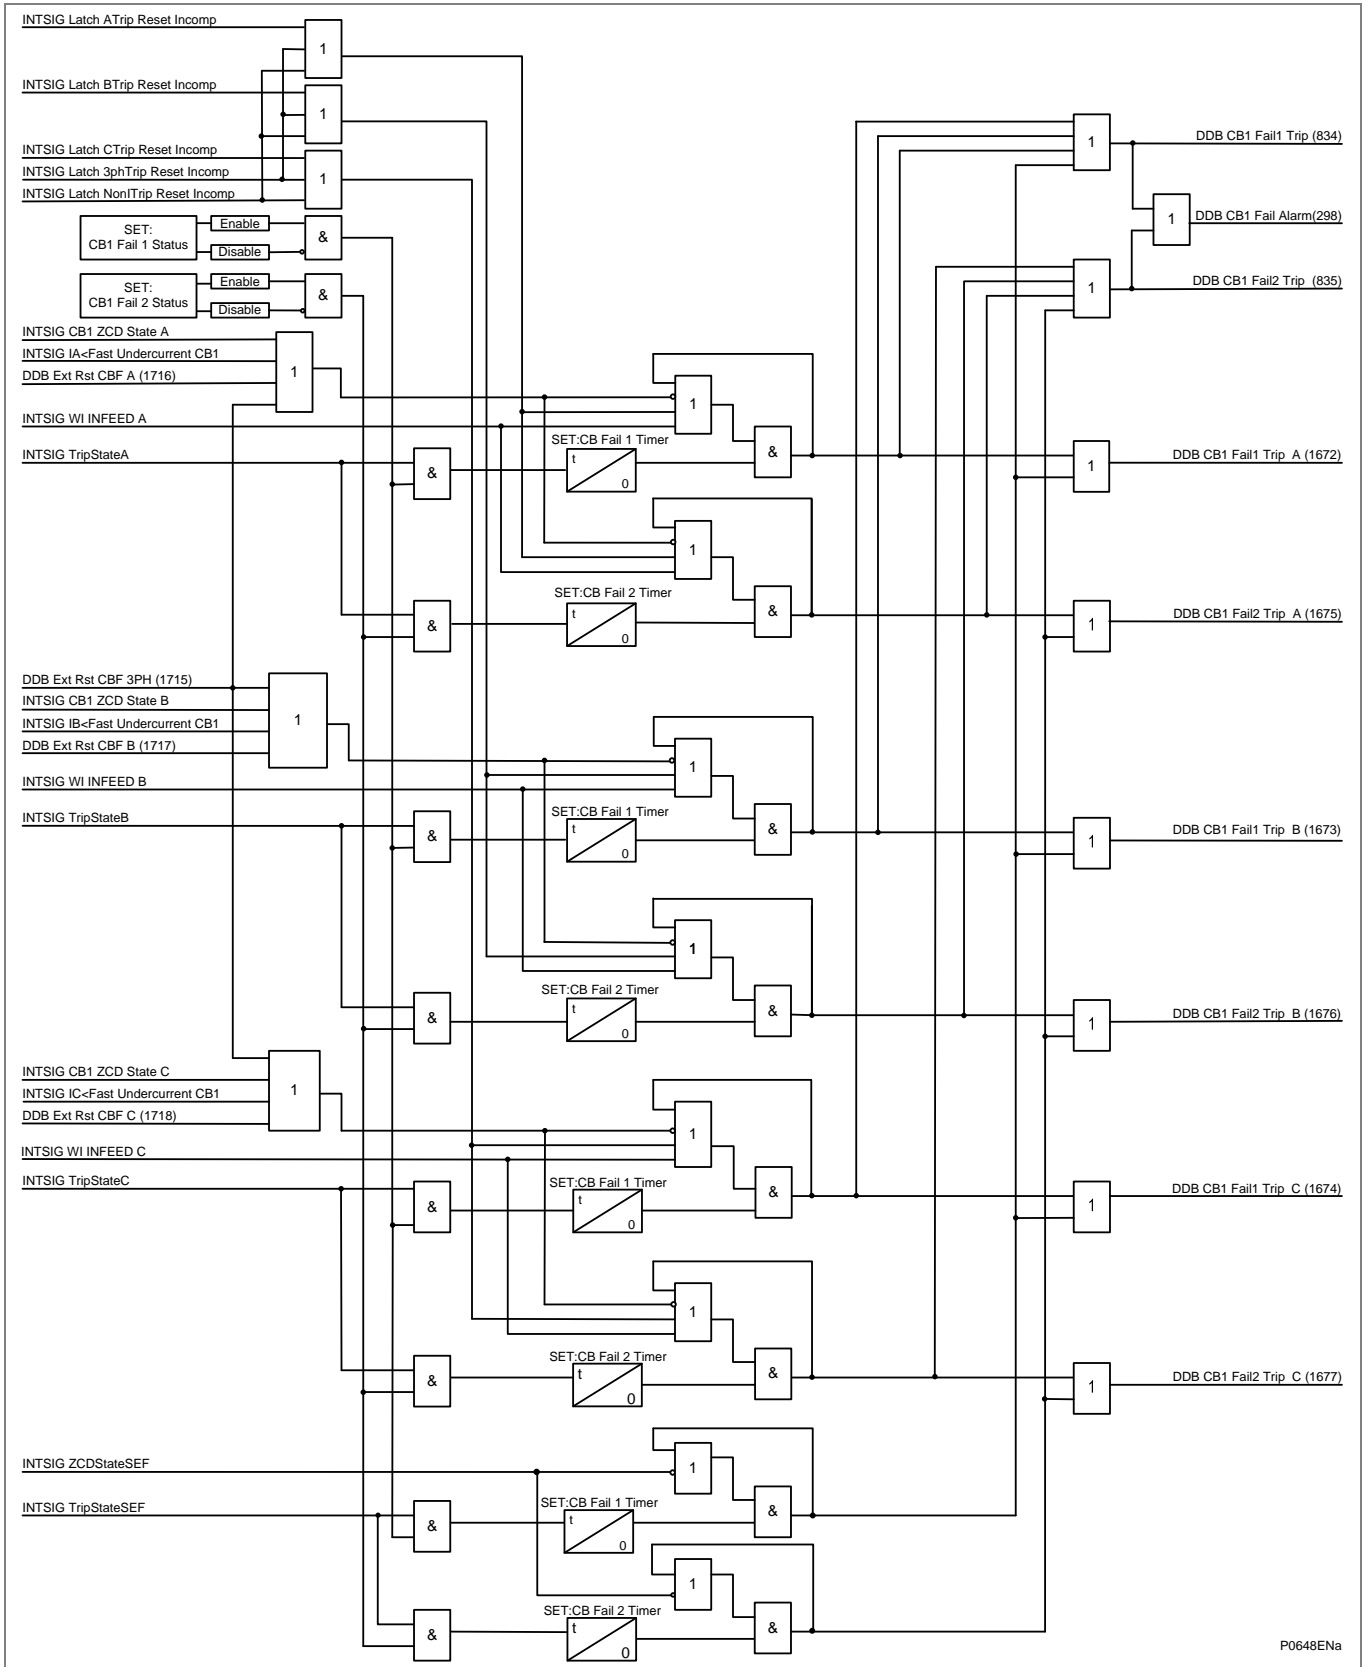 INTSIG Latch ATrip Reset Incomp
1
INTSIG Latch BTrip Reset Incomp
1
INTSIG Latch CTrip Reset Incomp
INTSIG Latch 3phTrip Reset Incomp
1
INTSIG Latch NonITrip Reset Incomp
SET:
CB1 Fail 1 Status
Enable
Disable
&
SET:
CB1 Fail 2 Status
Enable
Disable
&
1
DDB CB1 Fail1 Trip (834)
1
DDB CB1 Fail Alarm(298)
1
DDB CB1 Fail2 Trip (835)
INTSIG CB1 ZCD State A
INTSIG IA<Fast Undercurrent CB1
DDB Ext Rst CBF A (1716)
1
INTSIG WI INFEED A
INTSIG TripStateA
&
SET:CB Fail 1 Timer
t
0
1
&
1
DDB CB1 Fail1 Trip A (1672)
1
&
SET:CB Fail 2 Timer
t
0
&
1
DDB CB1 Fail2 Trip A (1675)
DDB Ext Rst CBF 3PH (1715)
INTSIG CB1 ZCD State B
INTSIG IB<Fast Undercurrent CB1
DDB Ext Rst CBF B (1717)
1
INTSIG WI INFEED B
INTSIG TripStateB
&
SET:CB Fail 1 Timer
t
0
1
&
1
DDB CB1 Fail1 Trip B (1673)
1
&
SET:CB Fail 2 Timer
t
0
&
1
DDB CB1 Fail2 Trip B (1676)
INTSIG CB1 ZCD State C
INTSIG IC<Fast Undercurrent CB1
DDB Ext Rst CBF C (1718)
1
INTSIG WI INFEED C
INTSIG TripStateC
&
SET:CB Fail 1 Timer
t
0
1
&
1
DDB CB1 Fail1 Trip C (1674)
1
&
SET:CB Fail 2 Timer
t
0
&
1
DDB CB1 Fail2 Trip C (1677)
INTSIG ZCDStateSEF
1
INTSIG TripStateSEF
&
SET:CB Fail 1 Timer
t
0
&
1
&
SET:CB Fail 2 Timer
t
0
&
P0648ENa